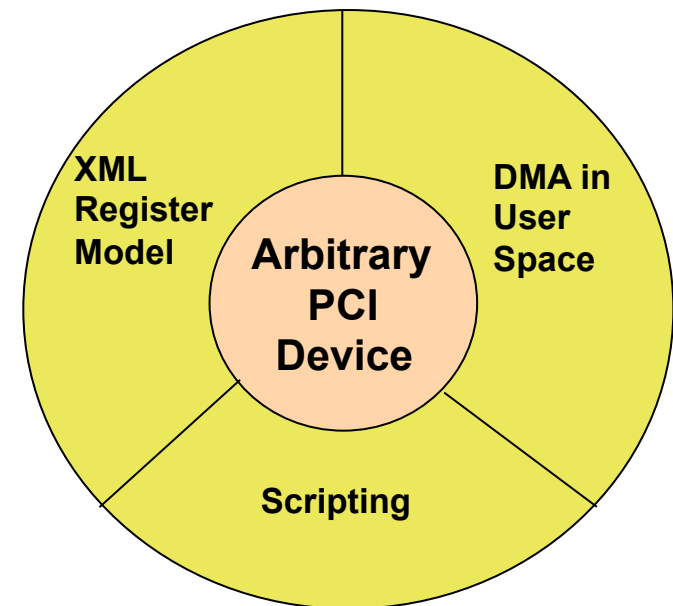 XML
Register
Model
DMA in
User
Space
Arbitrary
PCI
Device
Scripting